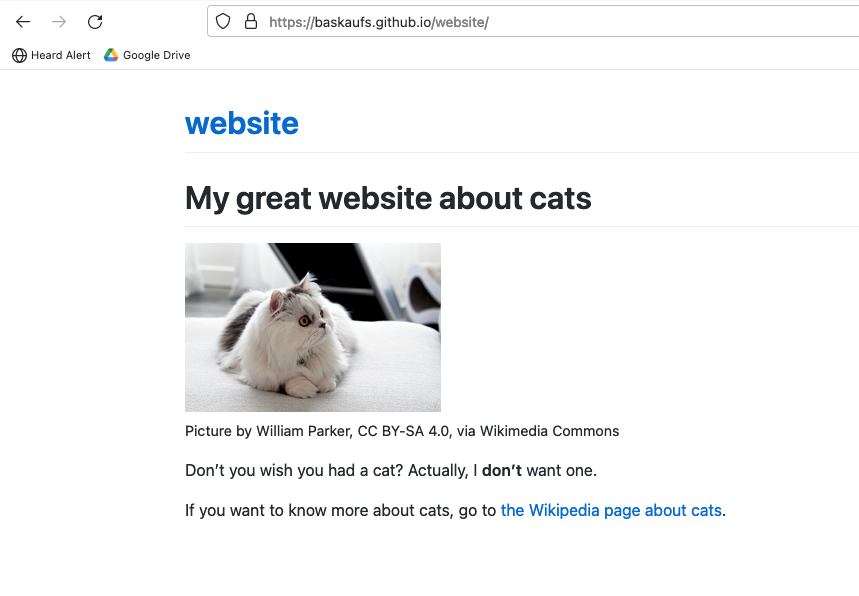 https://baskaufs.github.io/website/
Heard Alert Google Drive
website
My great website about cats
Picture by William Parker, CC BY-SA 4.0, via Wikimedia Commons
Don’t you wish you had a cat? Actually, I don’t want one.
If you want to know more about cats, go to the Wikipedia page about cats.